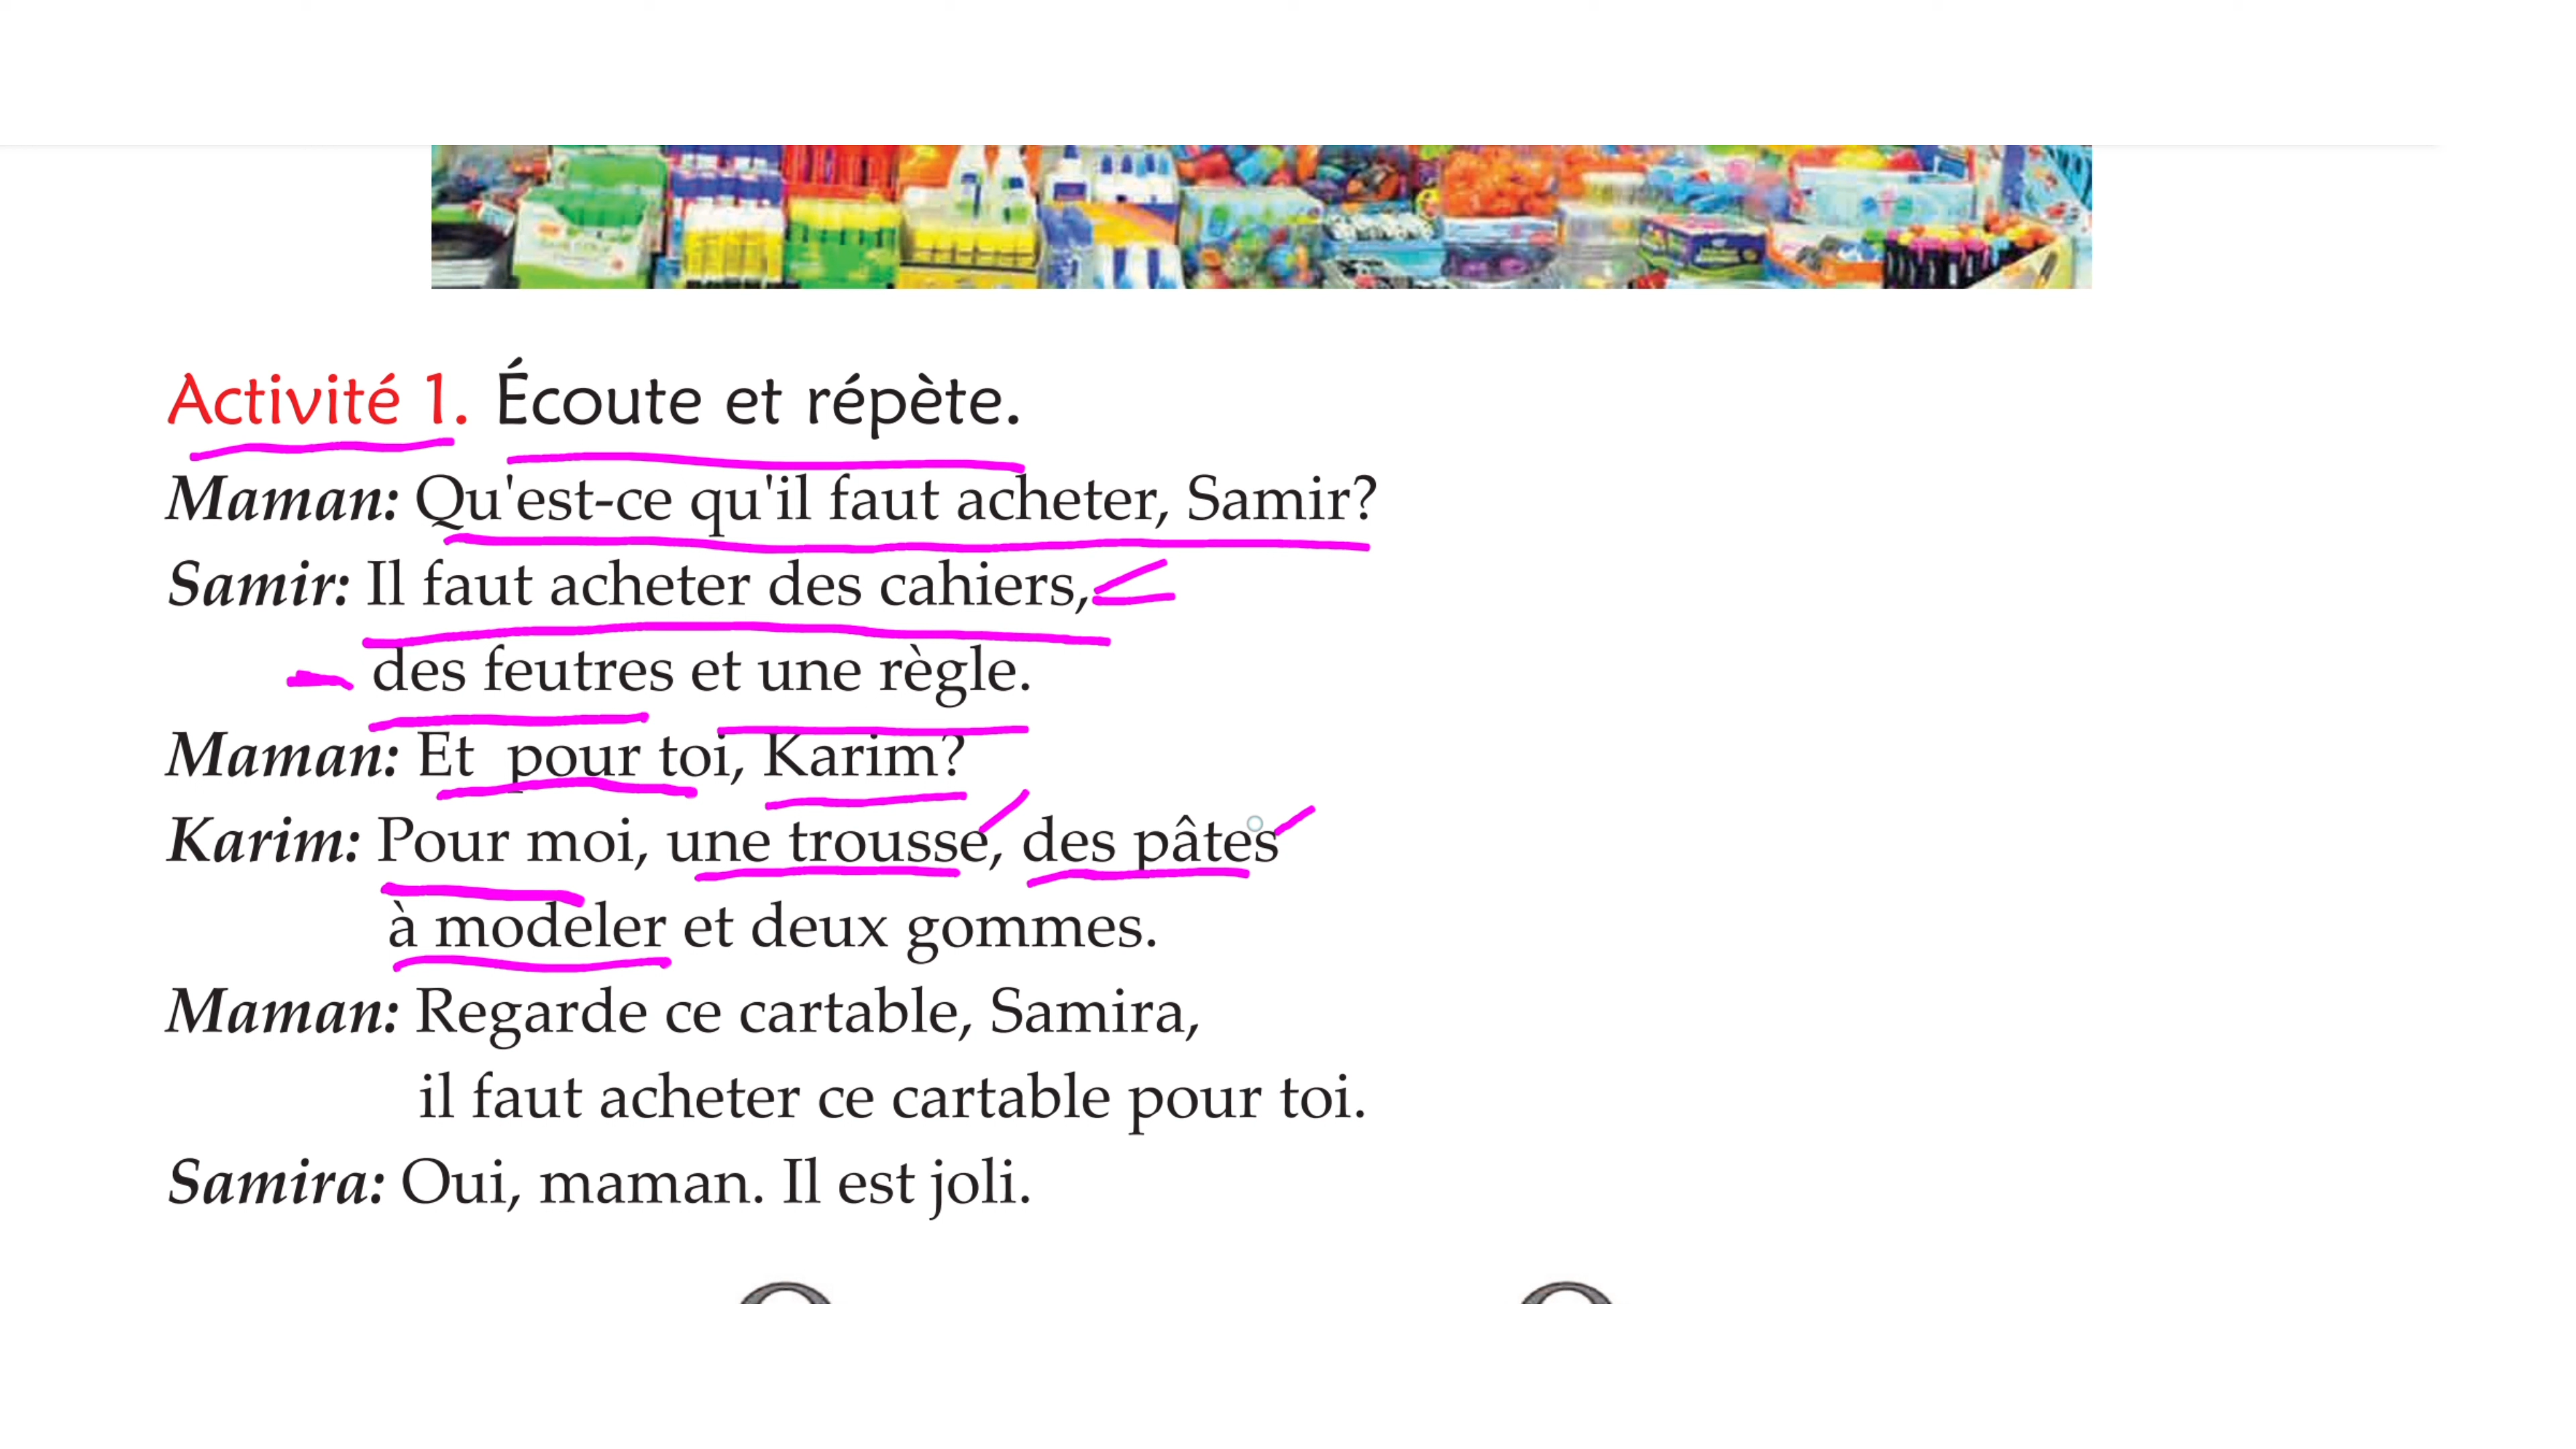 Activité 1. Écoute et répète.
Maman: Qu'est-ce qu'il faut acheter, Samir?
Samir: Il faut acheter des cahiers,
des feutres et une règle.
Maman: Et pour toi, Karim?
Karim: Pour moi, une trousse, des pâtes
à modeler et deux gommes.
Maman: Regarde ce cartable, Samira,
il faut acheter ce cartable pour toi.
Samira: Oui, maman. Il est joli.